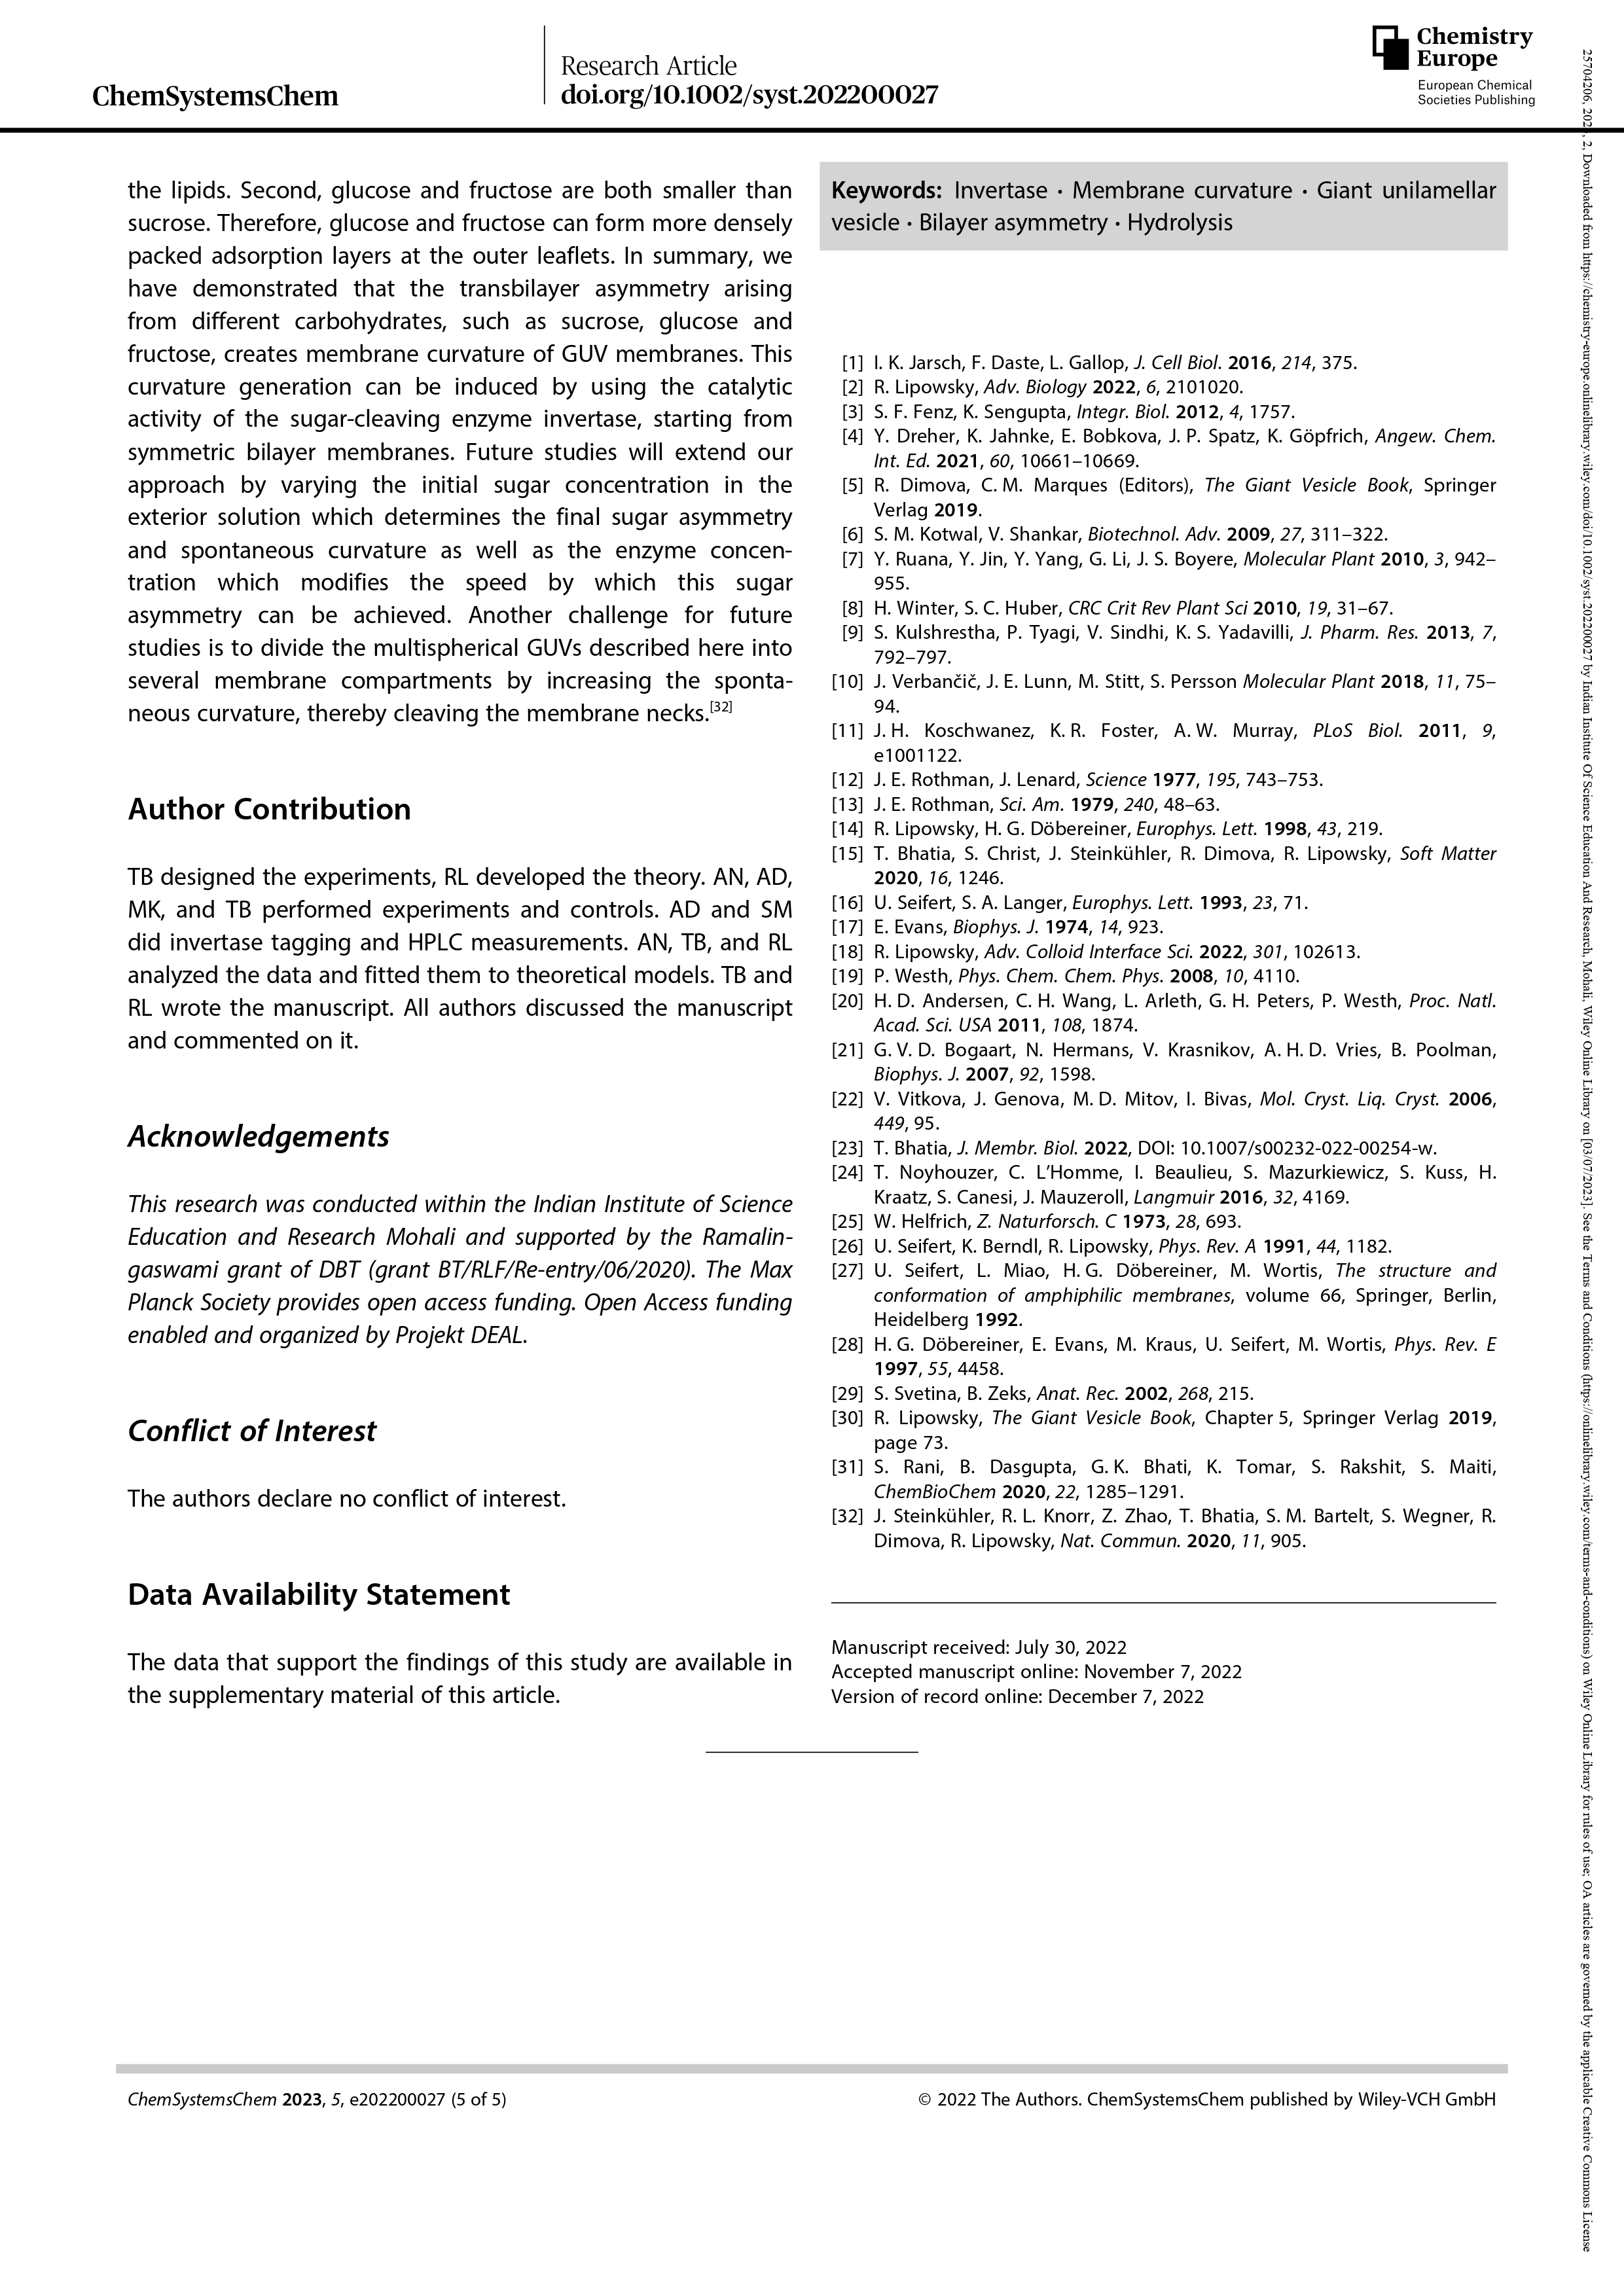 ChemSystemsChem
Research Article
doi.org/10.1002/syst.202200027
Chemistry
Europe
European Chemical
Societies Publishing
the lipids. Second, glucose and fructose are both smaller than
sucrose. Therefore, glucose and fructose can form more densely
packed adsorption layers at the outer leaflets. In summary, we
have demonstrated that the transbilayer asymmetry arising
from different carbohydrates, such as sucrose, glucose and
fructose, creates membrane curvature of GUV membranes. This
curvature generation can be induced by using the catalytic
activity of the sugar-cleaving enzyme invertase, starting from
symmetric bilayer membranes. Future studies will extend our
approach by varying the initial sugar concentration in the
exterior solution which determines the final sugar asymmetry
and spontaneous curvature as well as the enzyme concen-
tration which modifies the speed by which this sugar
asymmetry can be achieved. Another challenge for future
studies is to divide the multispherical GUVs described here into
several membrane compartments by increasing the sponta-
neous curvature, thereby cleaving the membrane necks.[32]
Author Contribution
TB designed the experiments, RL developed the theory. AN, AD,
MK, and TB performed experiments and controls. AD and SM
did invertase tagging and HPLC measurements. AN, TB, and RL
analyzed the data and fitted them to theoretical models. TB and
RL wrote the manuscript. All authors discussed the manuscript
and commented on it.
Acknowledgements
This research was conducted within the Indian Institute of Science
Education and Research Mohali and supported by the Ramalin-
gaswami grant of DBT (grant BT/RLF/Re-entry/06/2020). The Max
Planck Society provides open access funding. Open Access funding
enabled and organized by Projekt DEAL.
Conflict of Interest
The authors declare no conflict of interest.
Data Availability Statement
The data that support the findings of this study are available in
the supplementary material of this article.
Keywords: Invertase · Membrane curvature · Giant unilamellar
vesicle · Bilayer asymmetry · Hydrolysis
[1] I. K. Jarsch, F. Daste, L. Gallop, J. Cell Biol. 2016, 214, 375.
[2] R. Lipowsky, Adv. Biology 2022, 6, 2101020.
[3] S. F. Fenz, K. Sengupta, Integr. Biol. 2012, 4, 1757.
[4] Y. Dreher, K. Jahnke, E. Bobkova, J. P. Spatz, K. Göpfrich, Angew. Chem.
Int. Ed. 2021, 60, 10661–10669.
[5] R. Dimova, C. M. Marques (Editors), The Giant Vesicle Book, Springer
Verlag 2019.
[6] S. M. Kotwal, V. Shankar, Biotechnol. Adv. 2009, 27, 311–322.
[7] Y. Ruana, Y. Jin, Y. Yang, G. Li, J. S. Boyere, Molecular Plant 2010, 3, 942–
955.
[8] H. Winter, S. C. Huber, CRC Crit Rev Plant Sci 2010, 19, 31–67.
[9] S. Kulshrestha, P. Tyagi, V. Sindhi, K. S. Yadavilli, J. Pharm. Res. 2013, 7,
792–797.
[10] J. Verbančič, J. E. Lunn, M. Stitt, S. Persson Molecular Plant 2018, 11, 75–
94.
[11] J. H. Koschwanez, K. R. Foster, A. W. Murray, PLoS Biol. 2011, 9,
e1001122.
[12] J. E. Rothman, J. Lenard, Science 1977, 195, 743–753.
[13] J. E. Rothman, Sci. Am. 1979, 240, 48–63.
[14] R. Lipowsky, H. G. Döbereiner, Europhys. Lett. 1998, 43, 219.
[15] T. Bhatia, S. Christ, J. Steinkühler, R. Dimova, R. Lipowsky, Soft Matter
2020, 16, 1246.
[16] U. Seifert, S. A. Langer, Europhys. Lett. 1993, 23, 71.
[17] E. Evans, Biophys. J. 1974, 14, 923.
[18] R. Lipowsky, Adv. Colloid Interface Sci. 2022, 301, 102613.
[19] P. Westh, Phys. Chem. Chem. Phys. 2008, 10, 4110.
[20] H. D. Andersen, C. H. Wang, L. Arleth, G. H. Peters, P. Westh, Proc. Natl.
Acad. Sci. USA 2011, 108, 1874.
[21] G. V. D. Bogaart, N. Hermans, V. Krasnikov, A. H. D. Vries, B. Poolman,
Biophys. J. 2007, 92, 1598.
[22] V. Vitkova, J. Genova, M. D. Mitov, I. Bivas, Mol. Cryst. Liq. Cryst. 2006,
449, 95.
[23] T. Bhatia, J. Membr. Biol. 2022, DOI: 10.1007/s00232-022-00254-w.
[24] T. Noyhouzer, C. L'Homme, I. Beaulieu, S. Mazurkiewicz, S. Kuss, H.
Kraatz, S. Canesi, J. Mauzeroll, Langmuir 2016, 32, 4169.
[25] W. Helfrich, Z. Naturforsch. C 1973, 28, 693.
[26] U. Seifert, K. Berndl, R. Lipowsky, Phys. Rev. A 1991, 44, 1182.
[27] U. Seifert, L. Miao, H. G. Döbereiner, M. Wortis, The structure and
conformation of amphiphilic membranes, volume 66, Springer, Berlin,
Heidelberg 1992.
[28] H. G. Döbereiner, E. Evans, M. Kraus, U. Seifert, M. Wortis, Phys. Rev. E
1997, 55, 4458.
[29] S. Svetina, B. Zeks, Anat. Rec. 2002, 268, 215.
[30] R. Lipowsky, The Giant Vesicle Book, Chapter 5, Springer Verlag 2019,
page 73.
[31] S. Rani, B. Dasgupta, G. K. Bhati, K. Tomar, S. Rakshit, S. Maiti,
ChemBioChem 2020, 22, 1285–1291.
[32] J. Steinkühler, R. L. Knorr, Z. Zhao, T. Bhatia, S. M. Bartelt, S. Wegner, R.
Dimova, R. Lipowsky, Nat. Commun. 2020, 11, 905.
Manuscript received: July 30, 2022
Accepted manuscript online: November 7, 2022
Version of record online: December 7, 2022
ChemSystemsChem 2023, 5, e202200027 (5 of 5)
© 2022 The Authors. ChemSystemsChem published by Wiley-VCH GmbH
25704206, 2, Downloaded from https://chemistry-europe.onlinelibrary.wiley.com/doi/10.1002/syst.202200027 by Indian Institute Of Science Education And Research, Mohali, Wiley Online Library on [03/07/2023]. See the Terms and Conditions (https://onlinelibrary.wiley.com/terms-and-conditions) on Wiley Online Library for rules of use; OA articles are governed by the applicable Creative Commons License